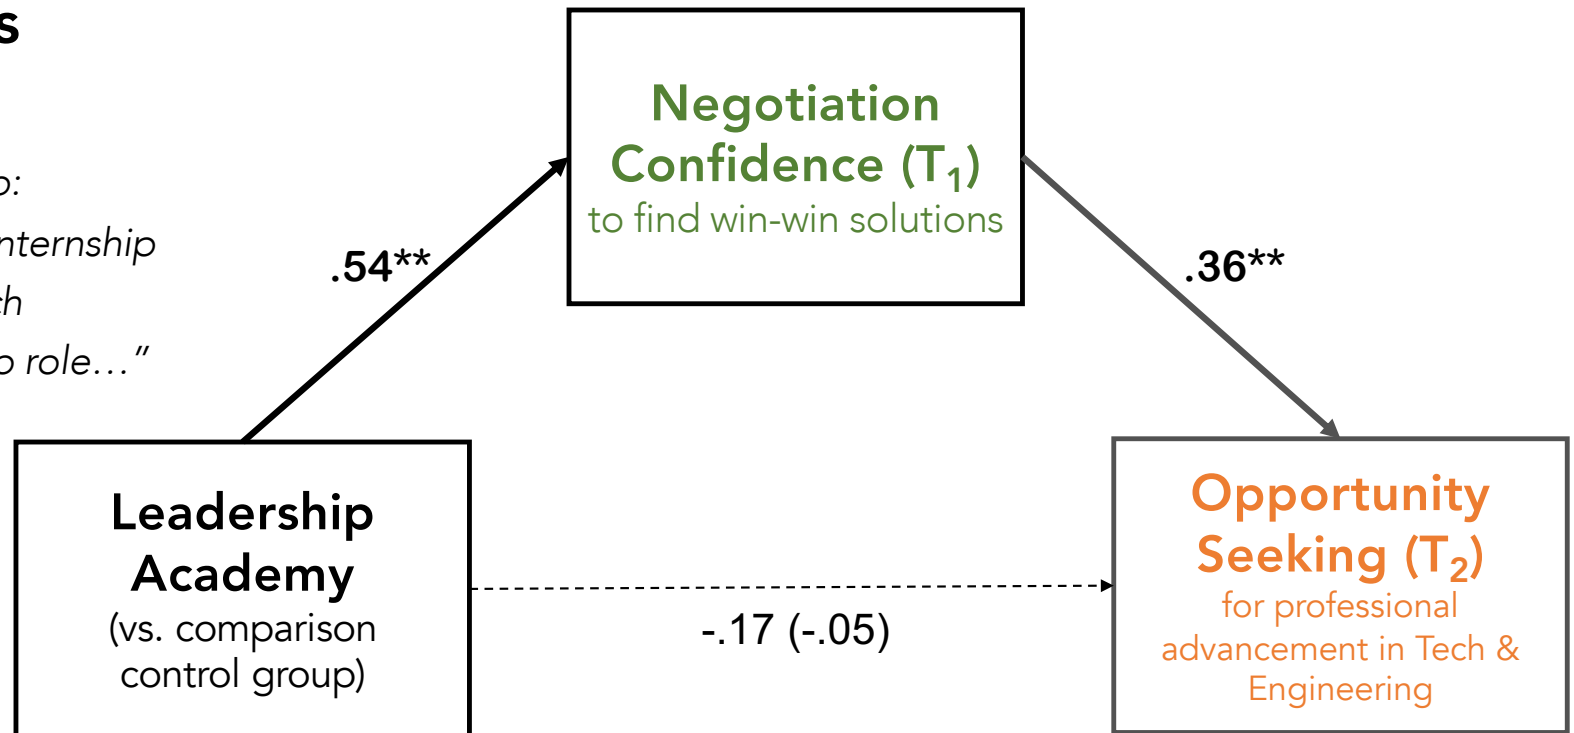 s
o:
nternship
ch
o role…”
Negotiation
Confidence (T₁)
to find win-win solutions
.54**
.36**
Leadership
Academy
(vs. comparison
control group)
-.17 (-.05)
Opportunity
Seeking (T₂)
for professional
advancement in Tech &
Engineering